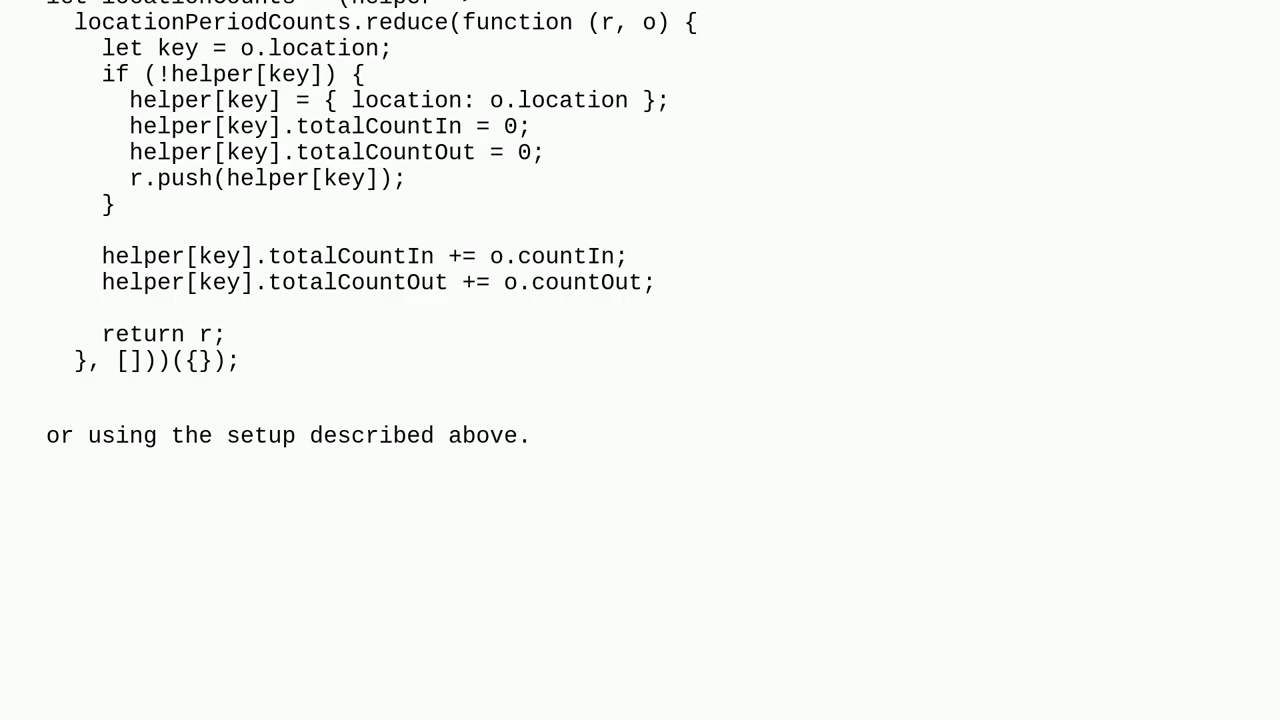 locationPeriodCounts.reduce(function (r, o) {
let key = o.location;
if (!helper[key]) {
helper[key] = { location: o.location };
helper[key].totalCountIn = 0;
helper[key].totalCountOut = 0;
r.push(helper[key]);
}
helper[key].totalCountIn += o.countIn;
helper[key].totalCountOut += o.countOut;
return r;
}, []))({});
or using the setup described above.